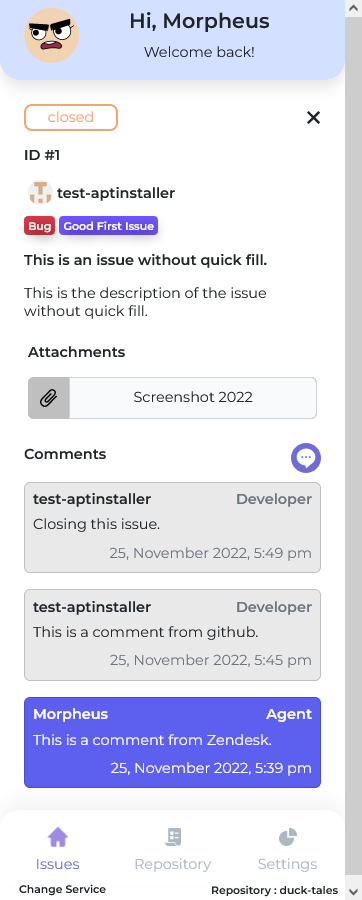 Hi, Morpheus
Welcome back!
closed
ID #1
test-aptinstaller
Bug Good First Issue
This is an issue without quick fill.
This is the description of the issue
without quick fill.
Attachments
Screenshot 2022
Comments
test-aptinstaller Developer
Closing this issue.
25, November 2022, 5:49 pm
test-aptinstaller Developer
This is a comment from github.
25, November 2022, 5:45 pm
Morpheus Agent
This is a comment from Zendesk.
25, November 2022, 5:39 pm
Issues Repository Settings
Change Service Repository : duck-tales